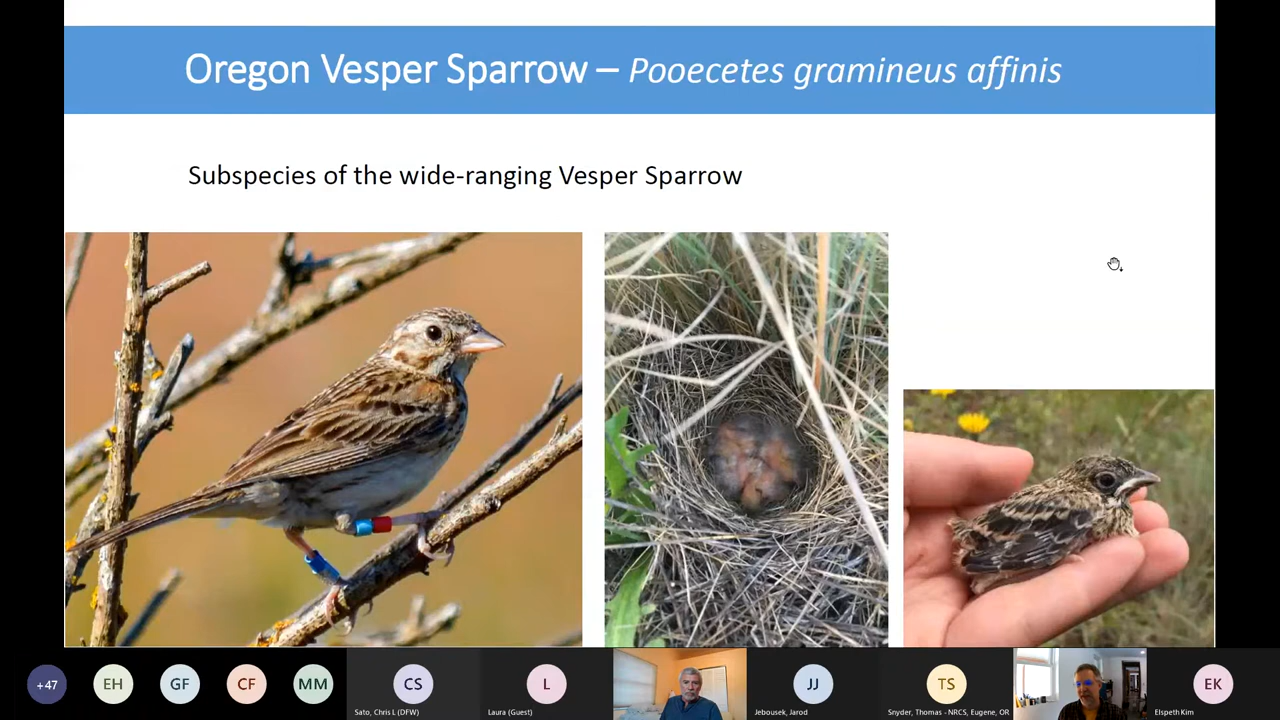 Oregon Vesper Sparrow – Pooecetes gramineus affinis
Subspecies of the wide-ranging Vesper Sparrow
+47
EH
GF
CF
MM
CS
L
JJ
TS
EK
Sato, Chris L (DFW)
Laura (Guest)
Jebousek, Jarod
Snyder, Thomas - NRCS, Eugene, OR
Elspeth Kim